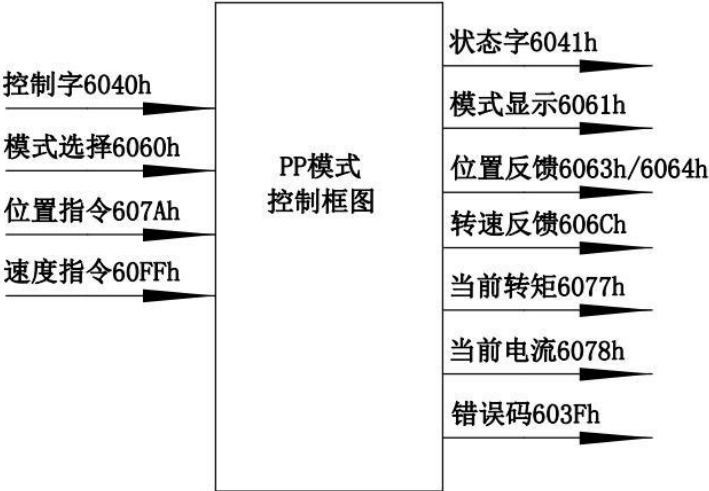 控制字6040h
模式选择6060h
位置指令607Ah
速度指令60FFh
PP模式
控制框图
状态字6041h
模式显示6061h
位置反馈6063h/6064h
转速反馈606Ch
当前转矩6077h
当前电流6078h
错误码603Fh